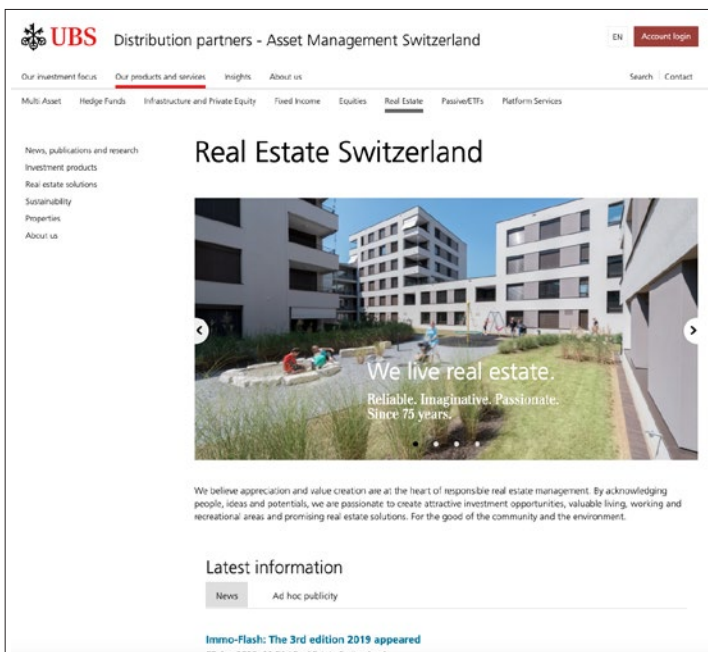 UBS
Distribution partners - Asset Management Switzerland
EN
Account login
Our investment focus
Our products and services
Insights
About us
Search
Contact
Multi Asset
Hedge Funds
Infrastructure and Private Equity
Fixed Income
Equities
Real Estate
Passive/ETFs
Platform Services
News, publications and research
Investment products
Real estate solutions
Sustainability
Properties
About us
Real Estate Switzerland
We live real estate.
Reliable. Imaginative. Passionate.
Since 75 years.
We believe appreciation and value creation are at the heart of responsible real estate management. By acknowledging
people, ideas and potentials, we are passionate to create attractive investment opportunities, valuable living, working and
recreational areas and promising real estate solutions. For the good of the community and the environment.
Latest information
News
Ad hoc publicity
Immo-Flash: The 3rd edition 2019 appeared